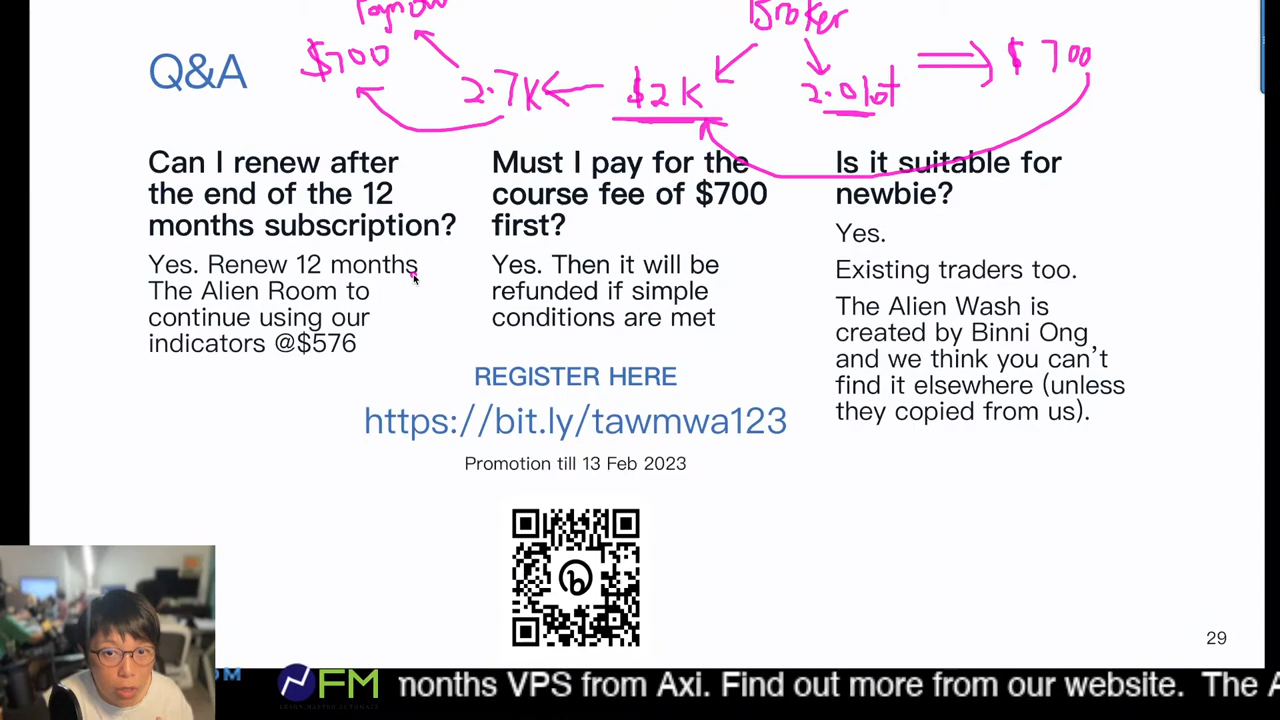 Broker
$700
2.7K
$2K
2.0lot
$700
Q&A
Can I renew after
the end of the 12
months subscription?
Yes. Renew 12 months
The Alien Room to
continue using our
indicators @$576
Must I pay for the
course fee of $700
first?
Yes. Then it will be
refunded if simple
conditions are met
Is it suitable for
newbie?
Yes.
Existing traders too.
The Alien Wash is
created by Binni Ong
and we think you can’t
find it elsewhere (unless
they copied from us).
REGISTER HERE
https://bit.ly/tawmwa123
Promotion till 13 Feb 2023
29
FM
months VPS from Axi. Find out more from our website. The A